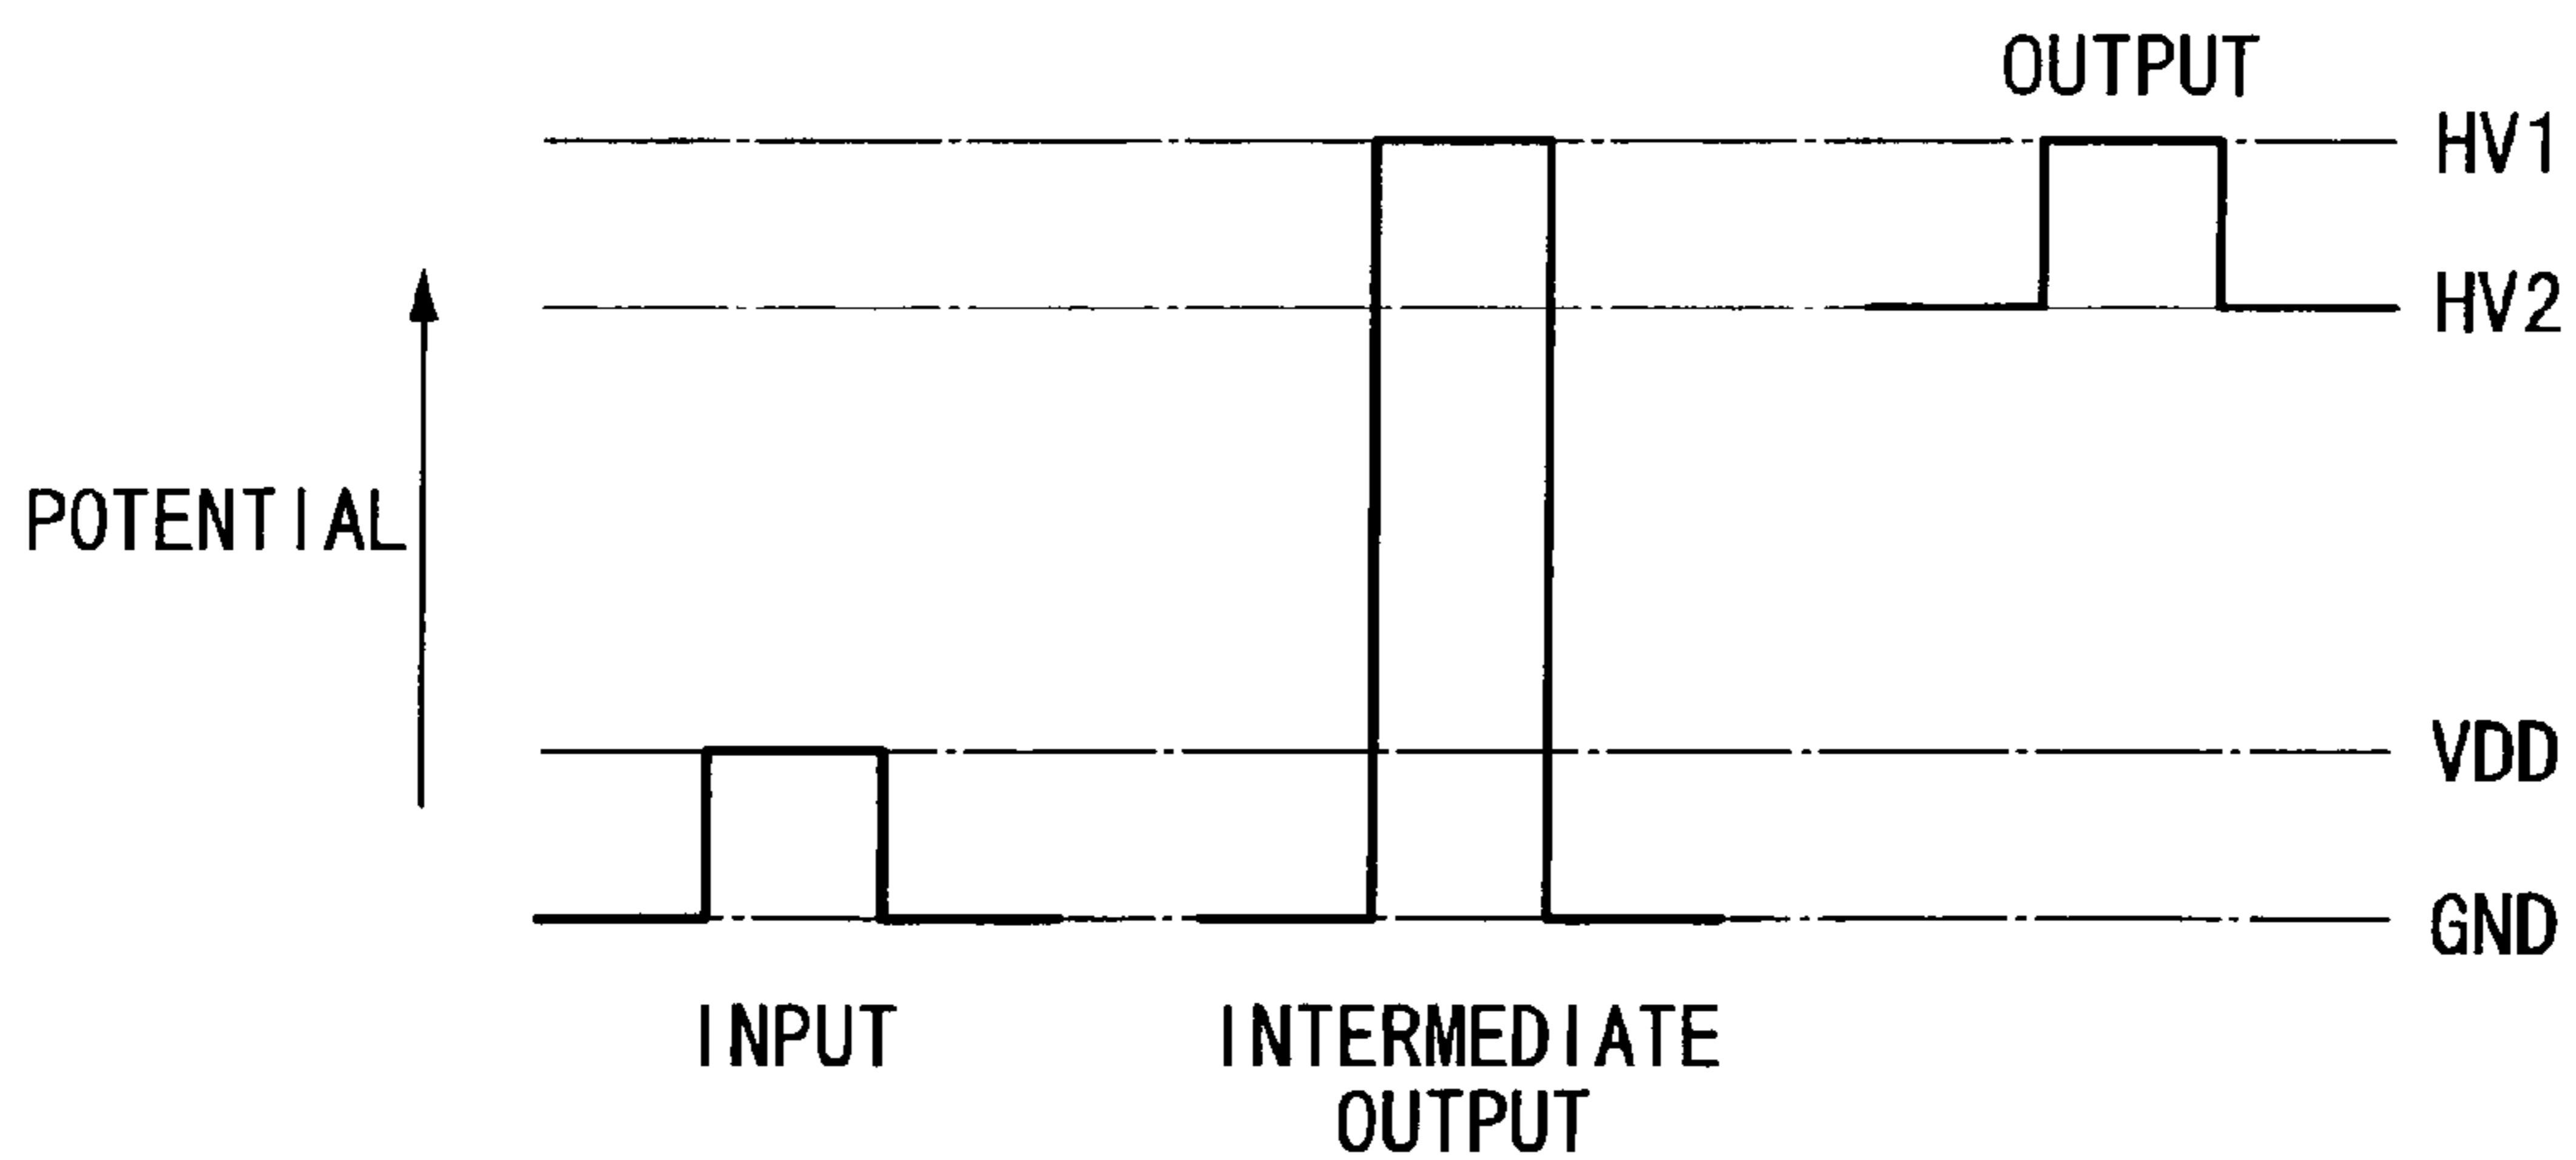 OUTPUT
HV1
HV2
POTENTIAL
VDD
GND
INPUT
INTERMEDIATE
OUTPUT